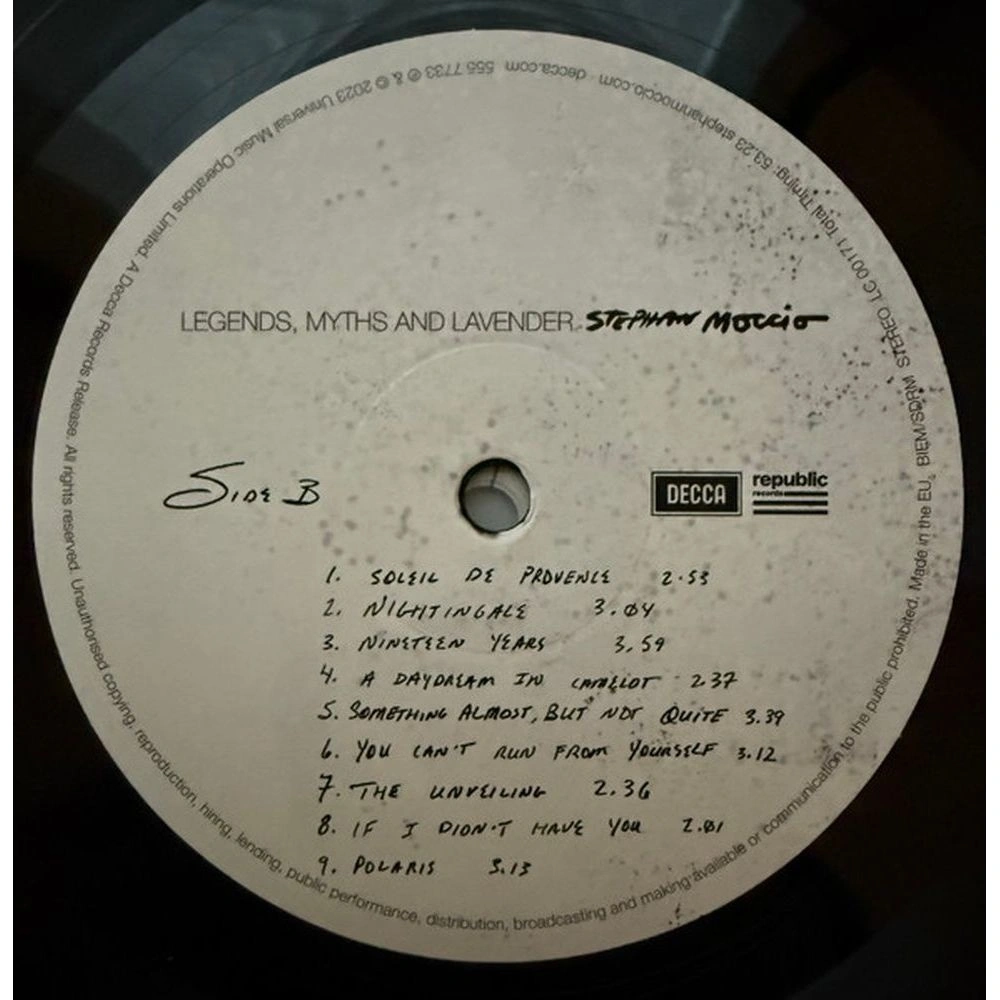 LEGENDS, MYTHS AND LAVENDER STEPHAN MOCCIO
SIDE B
DECCA
republic
records
1. SOLEIL DE PROVENCE 2.53
2. NIGHTINGALE 3.04
3. NINETEEN YEARS 3.59
4. A DAYDREAM IN CAMELOT 2.37
5. SOMETHING ALMOST, BUT NOT QUITE 3.39
6. YOU CAN'T RUN FROM YOURSELF 3.12
7. THE UNVEILING 2.36
8. IF I DIDN'T HAVE YOU 2.01
9. POLARIS 3.13
555 7733 ℗ & © 2023 Universal Music Operations Limited. A Decca Records Release. All rights reserved. Unauthorised copying, reproduction, hiring, lending, public performance, distribution, broadcasting and making available or communication to the public prohibited. Made in the EU. BIEM/SDRM STEREO LC 00171 Total Timing: 53.23 stephanmoccio.com · decca.com